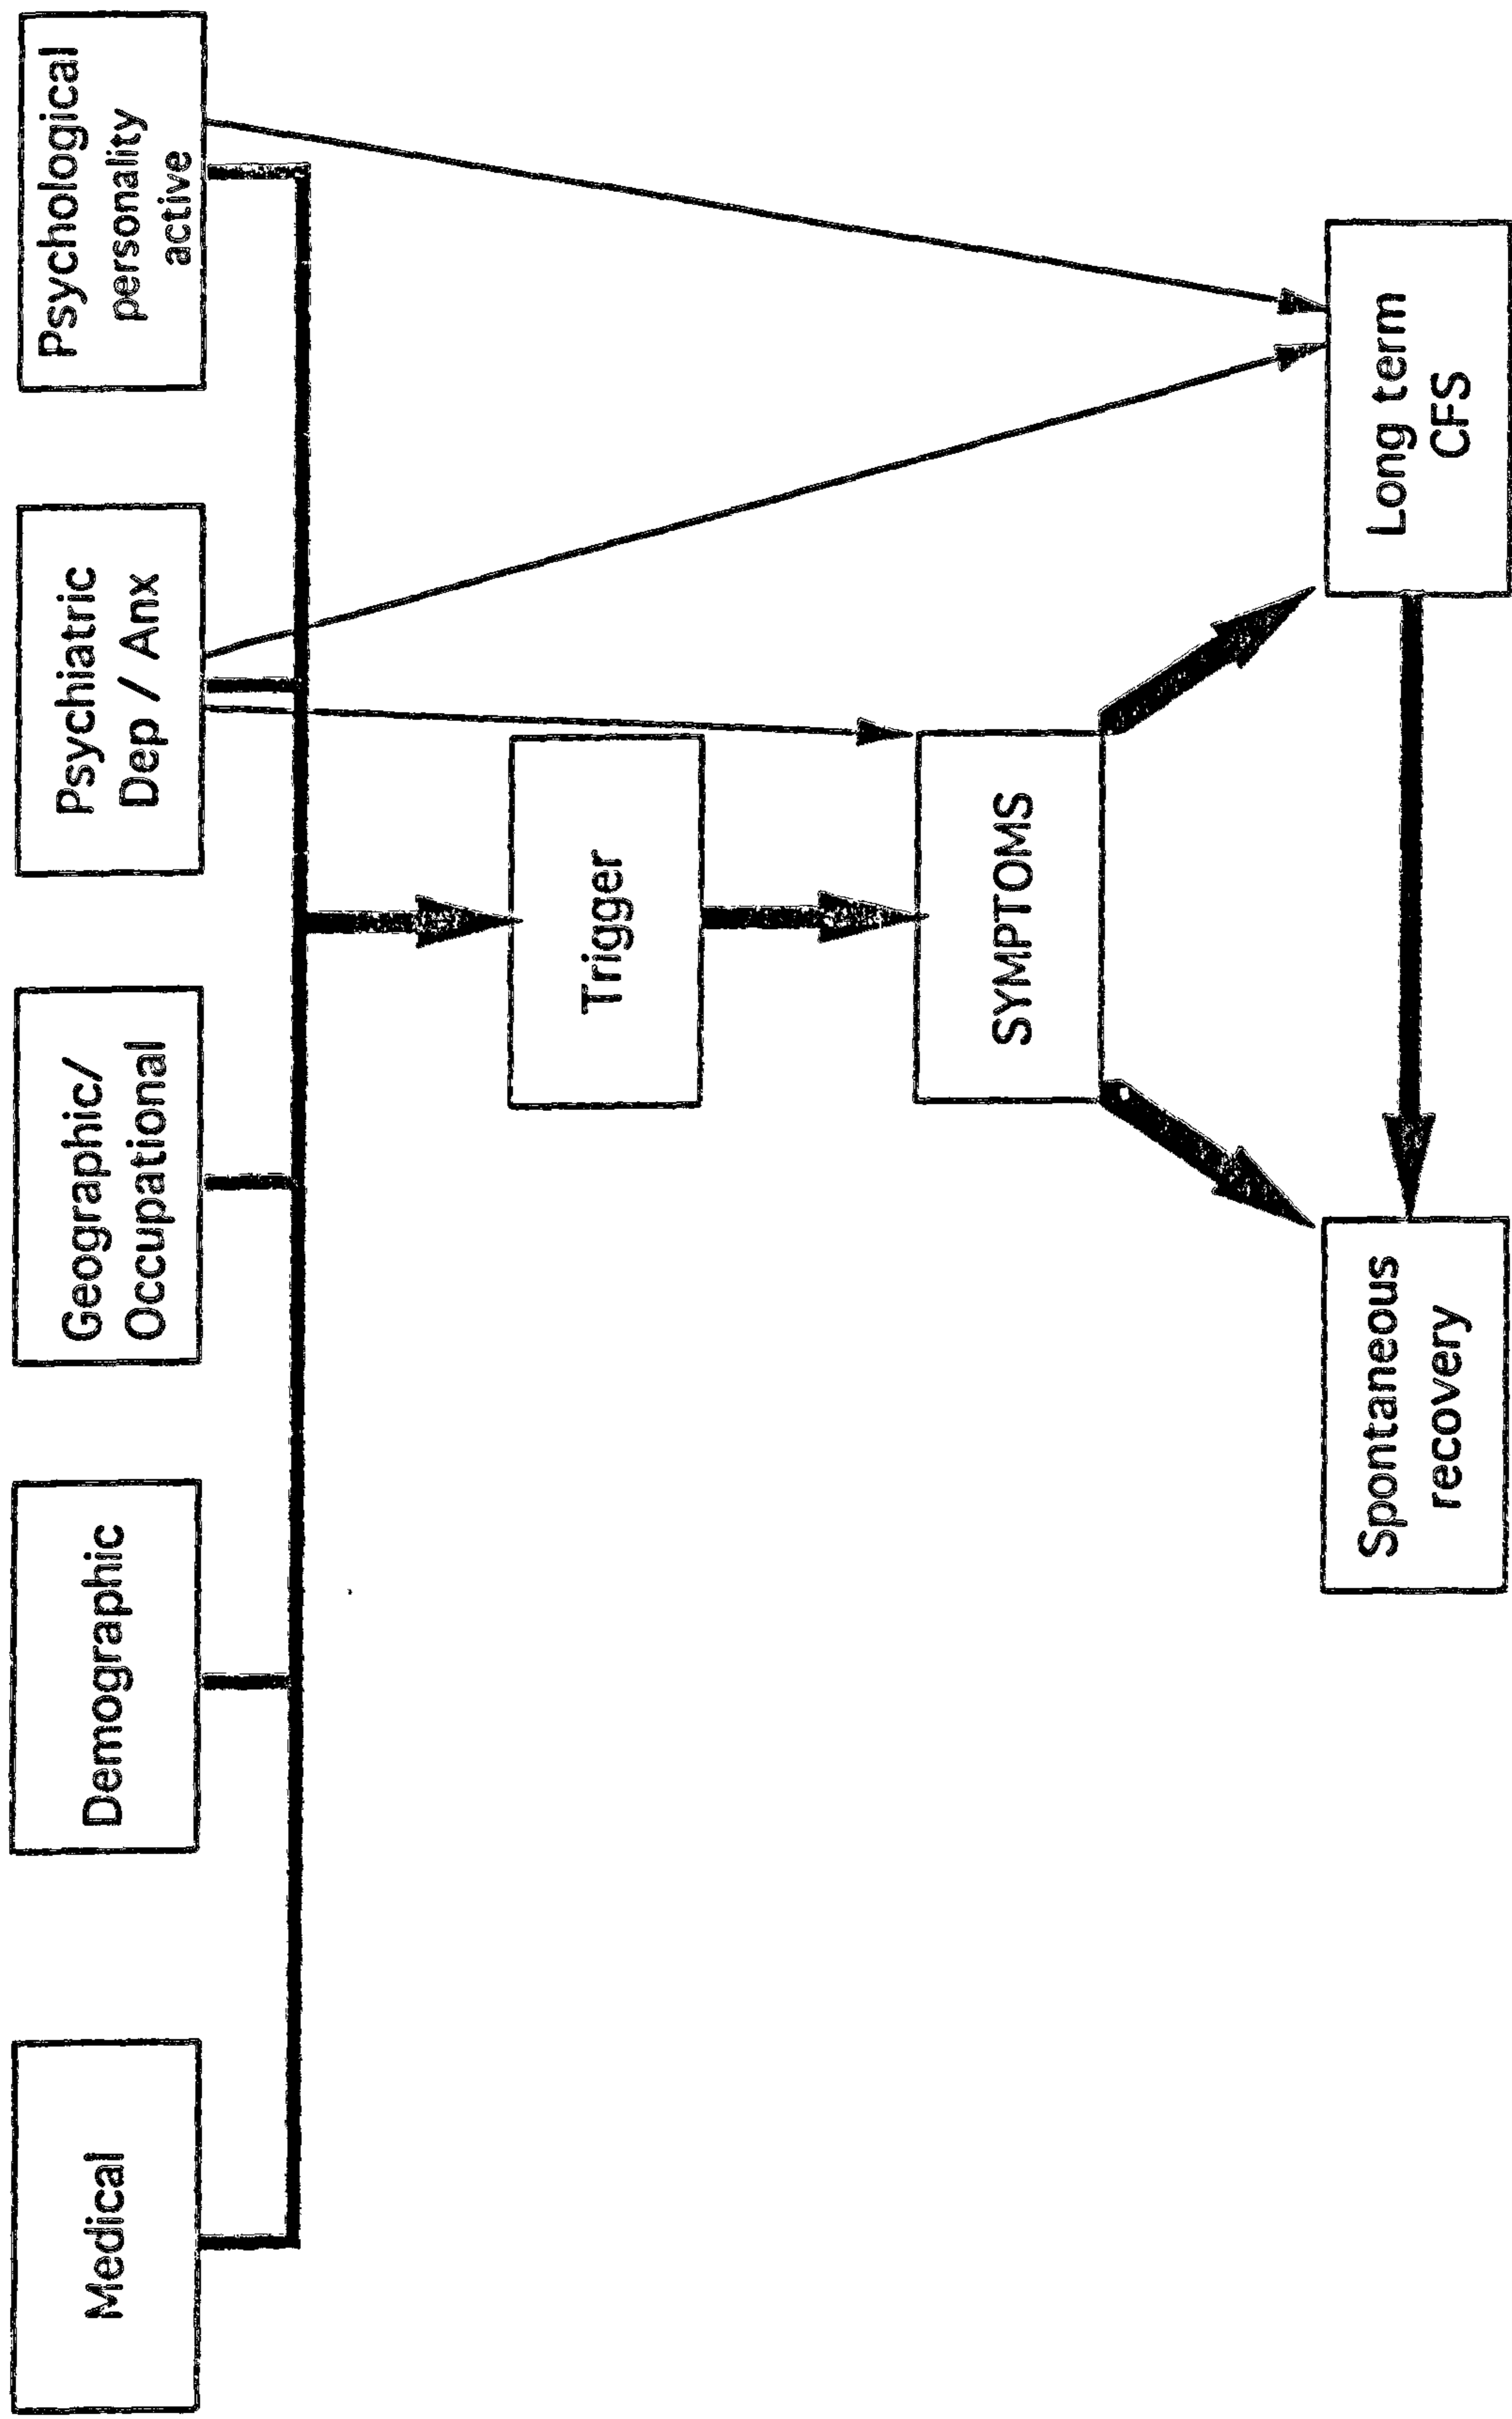 Medical
Demographic
Geographic/
Occupational
Psychiatric
Dep / Anx
Psychological
personality
active
Trigger
SYMPTOMS
Spontaneous
recovery
Long term
CFS